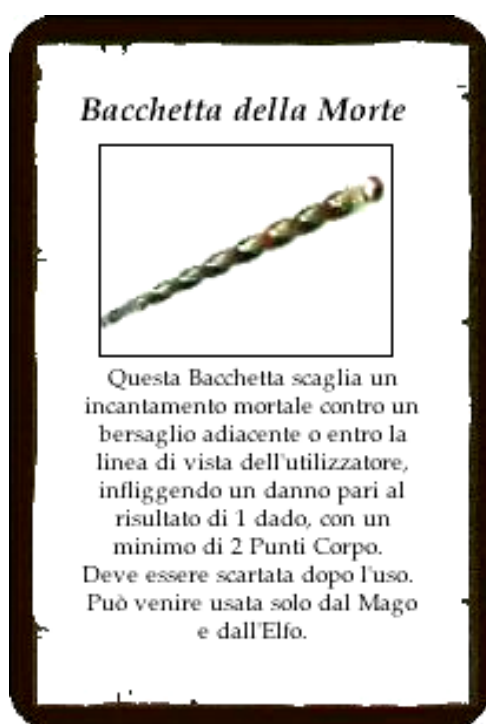 Bacchetta della Morte
Questa Bacchetta scaglia un
incantamento mortale contro un
bersaglio adiacente o entro la
linea di vista dell'utilizzatore,
infliggendo un danno pari al
risultato di 1 dado, con un
minimo di 2 Punti Corpo.
Deve essere scartata dopo l'uso.
Può venire usata solo dal Mago
e dall'Elfo.